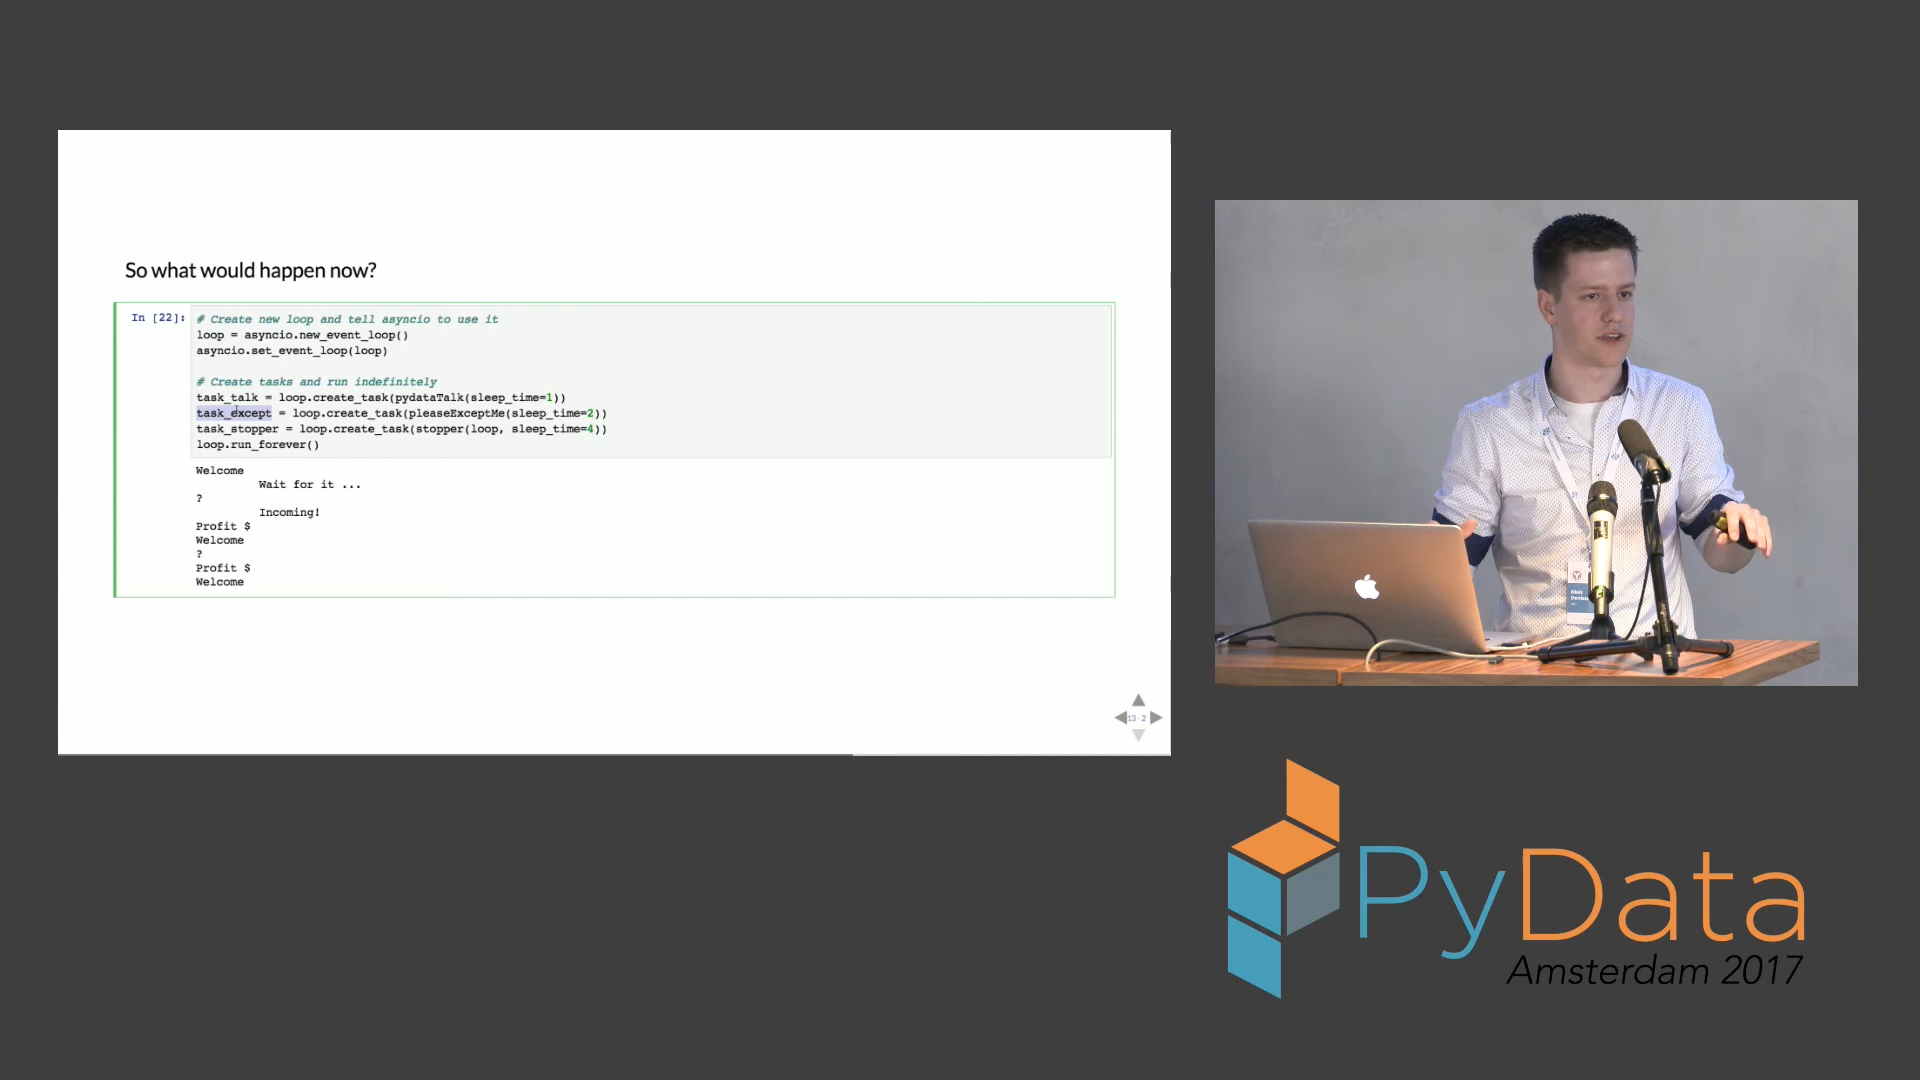 So what would happen now?
In [22]:
# Create new loop and tell asyncio to use it
loop = asyncio.new_event_loop()
asyncio.set_event_loop(loop)
# Create tasks and run indefinitely
task_talk = loop.create_task(pydataTalk(sleep_time=1))
task_except = loop.create_task(pleaseExceptMe(sleep_time=2))
task_stopper = loop.create_task(stopper(loop, sleep_time=4))
loop.run_forever()
Welcome
Wait for it ...
?
Incoming!
Profit $
Welcome
?
Profit $
Welcome
13-2
Niels
PyData
Amsterdam 2017